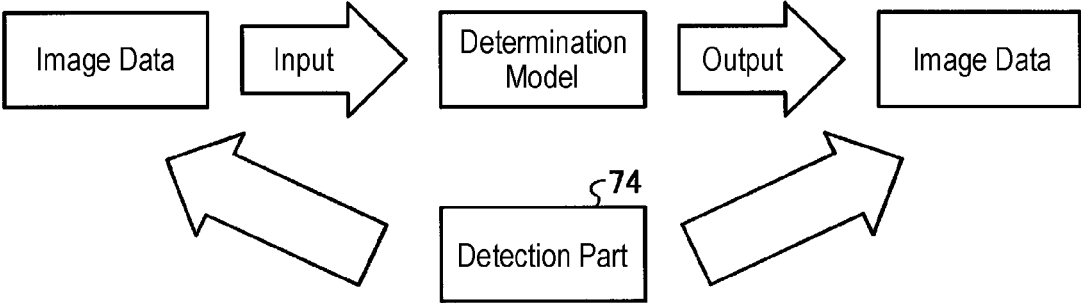 Image Data
Input
Determination
Model
Output
Image Data
74
Detection Part